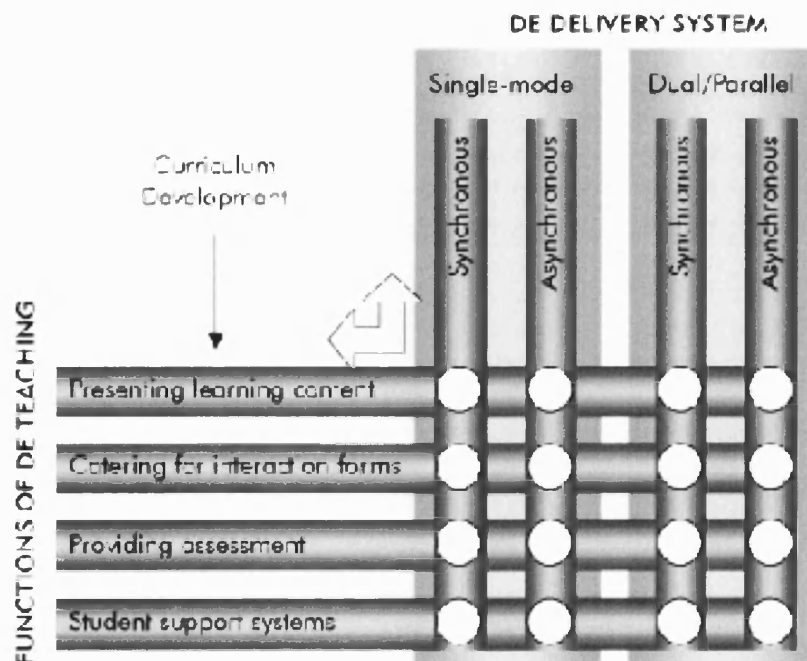 DE DELIVERY SYSTEM
Single-mode
Dual/Parallel
Synchronous
Asynchronous
Synchronous
Asynchronous
Curriculum
Development
FUNCTIONS OF DE TEACHING
Presenting learning content
Catering for interaction forms
Providing assessment
Student support systems